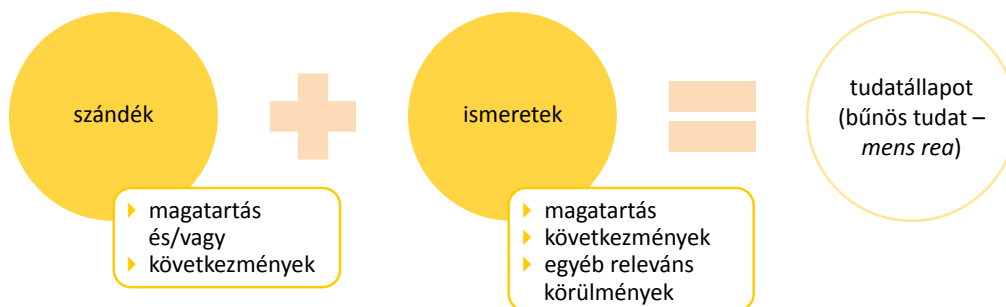 szándék
magatartás
és/vagy
következmények
ismeretek
magatartás
következmények
egyéb releváns
körülmények
tudatállapot
(bűnös tudat –
mens rea)